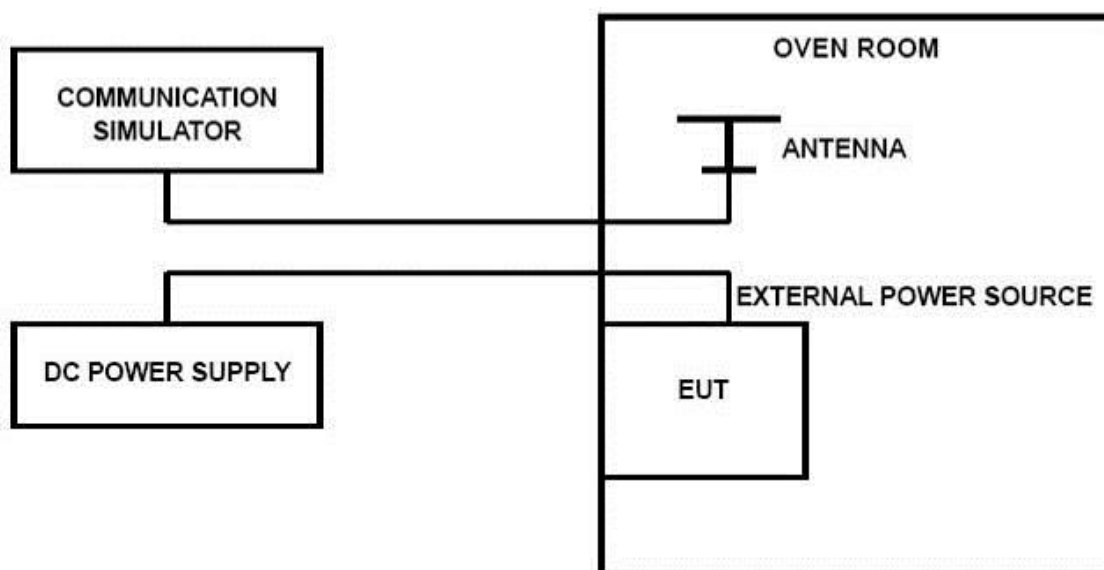 COMMUNICATION
SIMULATOR
OVEN ROOM
ANTENNA
EXTERNAL POWER SOURCE
DC POWER SUPPLY
EUT